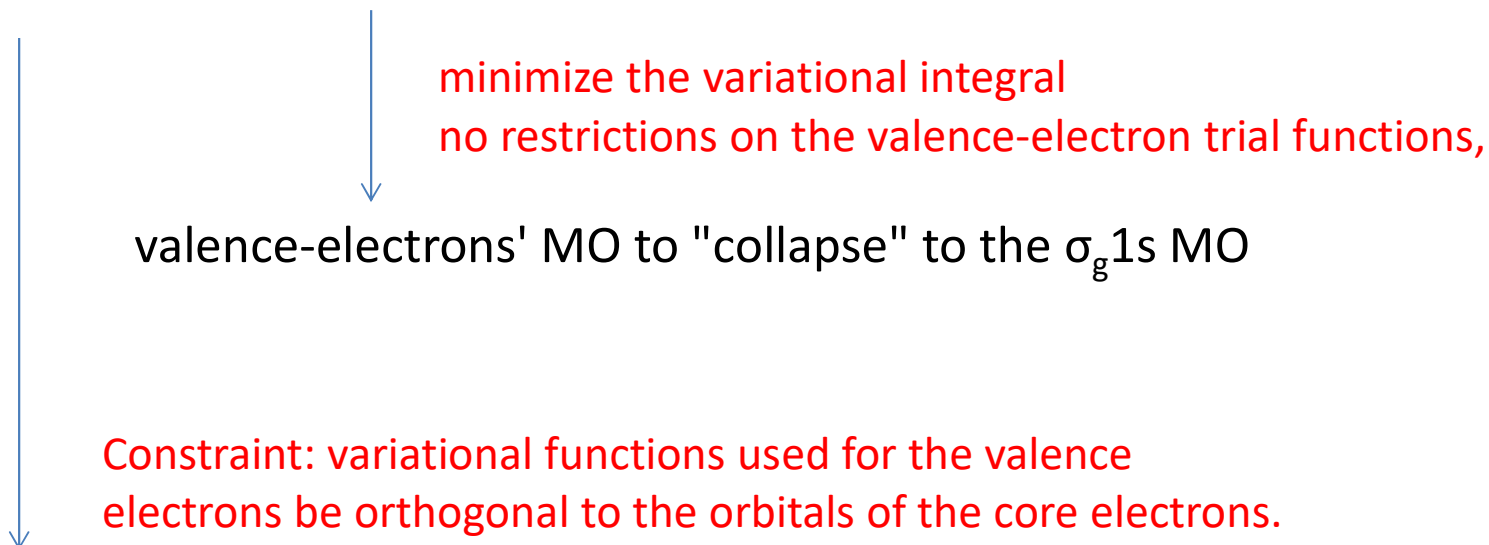 minimize the variational integral
no restrictions on the valence-electron trial functions,
valence-electrons' MO to "collapse" to the σg1s MO
Constraint: variational functions used for the valence
electrons be orthogonal to the orbitals of the core electrons.